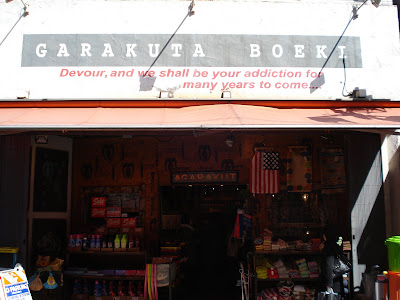 GARAKUTA BOEKI
Devour, and we shall be your addiction for
many years to come...